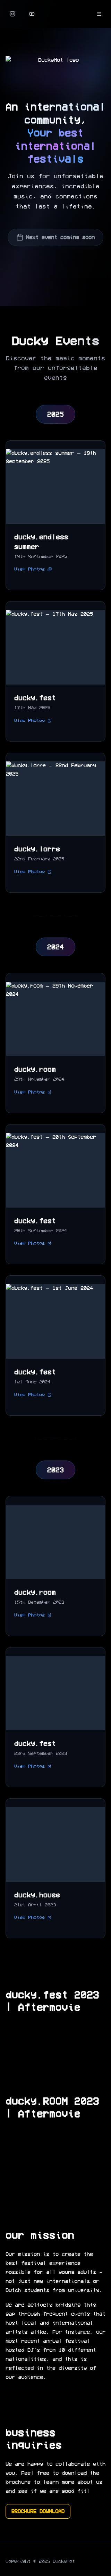 DuckyHot logo
An international
community,
Your best
international
festivals
Join us for unforgettable
experiences, incredible
music, and connections
that last a lifetime.
Next event coming soon
Ducky Events
Discover the magic moments
from our unforgettable
events
2025
ducky.endless summer - 19th
September 2025
ducky.endless
summer
19th September 2025
View Photos
ducky.fest - 17th May 2025
ducky.fest
17th May 2025
View Photos
ducky.lorre - 22nd February
2025
ducky.lorre
22nd February 2025
View Photos
2024
ducky.room - 29th November
2024
ducky.room
29th November 2024
View Photos
ducky.fest - 20th September
2024
ducky.fest
20th September 2024
View Photos
ducky.fest - 1st June 2024
ducky.fest
1st June 2024
View Photos
2023
ducky.room
15th December 2023
View Photos
ducky.fest
23rd September 2023
View Photos
ducky.house
21st April 2023
View Photos
ducky.fest 2023
| Aftermovie
ducky.ROOM 2023
| Aftermovie
our mission
Our mission is to create the
best festival experience
possible for all young adults -
not just new internationals or
Dutch students from university.
We are actively bridging this
gap through frequent events that
host local and international
artists alike. For instance, our
most recent annual festival
hosted DJ's from 10 different
nationalities, and this is
reflected in the diversity of
our audience.
business
inquiries
We are happy to collaborate with
you. Feel free to download the
brochure to learn more about us
and see if we are a good fit!
BROCHURE DOWNLOAD
Copyright © 2025 DuckyHot